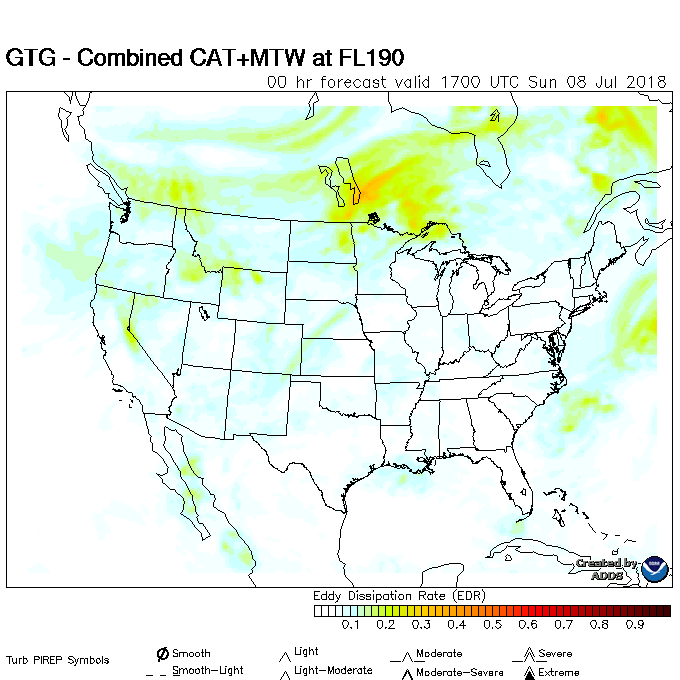 GTG - Combined CAT+MTW at FL190
00 hr forecast valid 1700 UTC Sun 08 Jul 2018
Created by
ADDS
Eddy Dissipation Rate (EDR)
0.1 0.2 0.3 0.4 0.5 0.6 0.7 0.8 0.9
Turb PIREP Symbols
Smooth Light Moderate Severe
Smooth-Light Light-Moderate Moderate-Severe Extreme